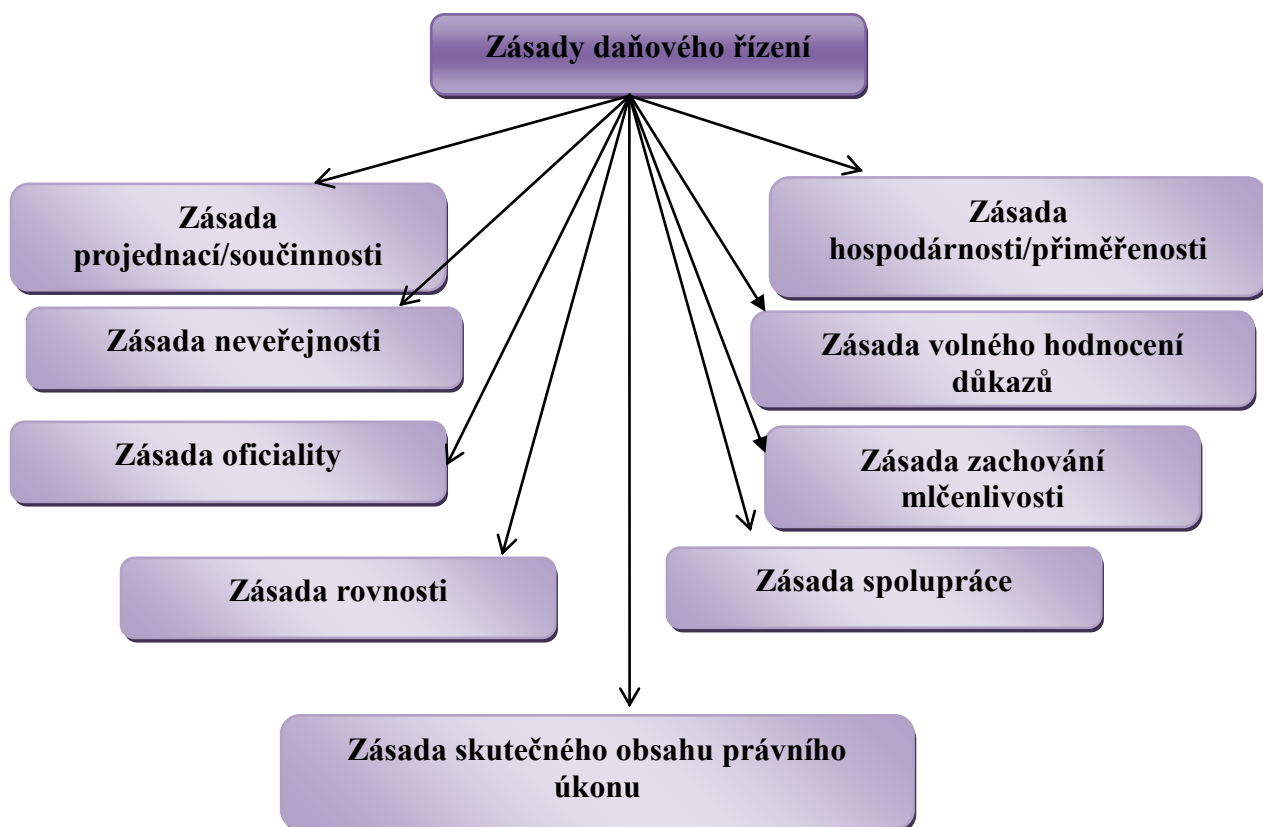 Zásady daňového řízení
Zásada
projednací/součinnosti
Zásada
hospodárnosti/přiměřenosti
Zásada neveřejnosti
Zásada volného hodnocení
důkazů
Zásada oficiality
Zásada zachování
mlčenlivosti
Zásada rovnosti
Zásada spolupráce
Zásada skutečného obsahu právního
úkonu